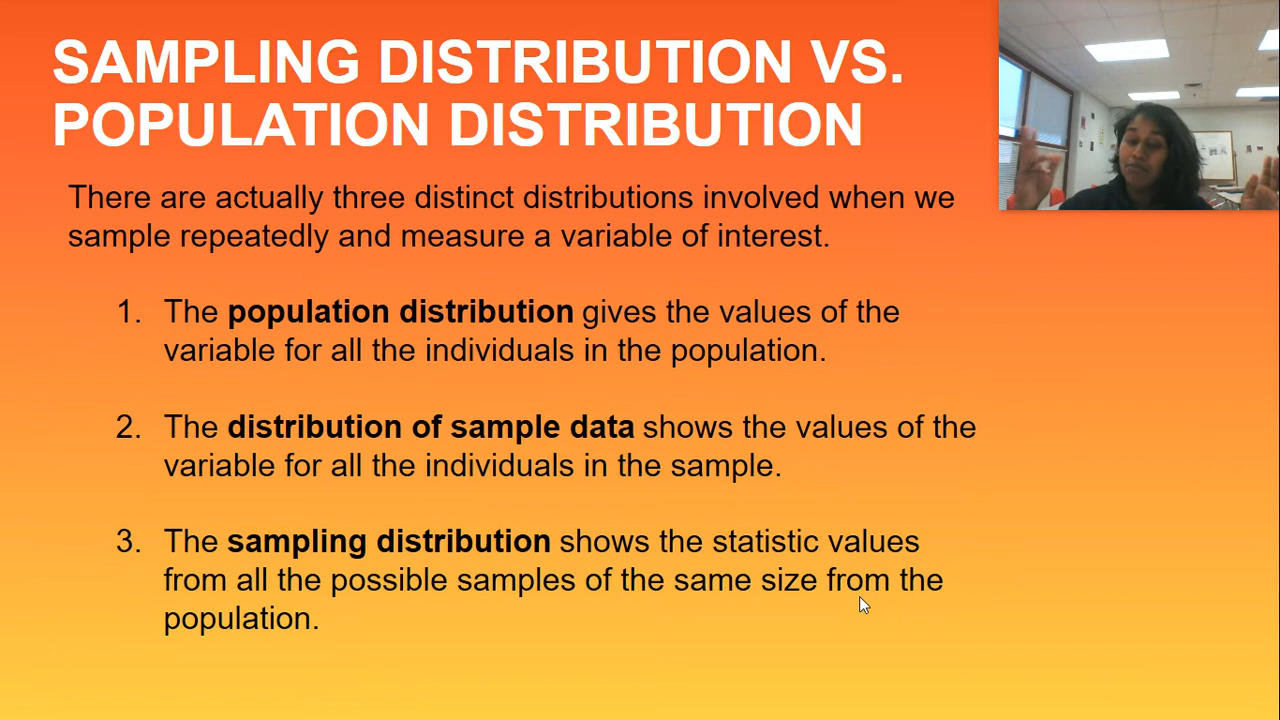 SAMPLING DISTRIBUTION VS.
POPULATION DISTRIBUTION
There are actually three distinct distributions involved when we
sample repeatedly and measure a variable of interest.
1. The population distribution gives the values of the
variable for all the individuals in the population.
2. The distribution of sample data shows the values of the
variable for all the individuals in the sample.
3. The sampling distribution shows the statistic values
from all the possible samples of the same size from the
population.